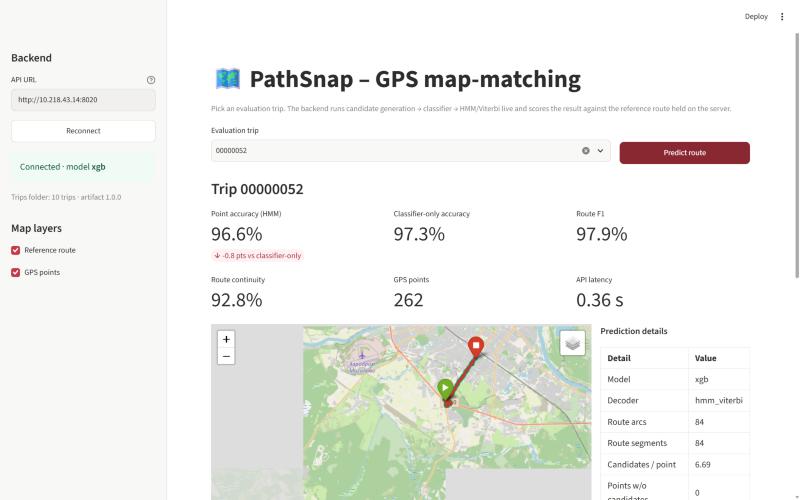 Deploy
Backend
API URL
http://10.218.43.14:8020
Reconnect
Connected · model xgb
Trips folder: 10 trips · artifact 1.0.0
Map layers
Reference route
GPS points
PathSnap – GPS map-matching
Pick an evaluation trip. The backend runs candidate generation → classifier → HMM/Viterbi live and scores the result against the reference route held on the server.
Evaluation trip
00000052
Predict route
Trip 00000052
Point accuracy (HMM)
96.6%
↓ -0.8 pts vs classifier-only
Classifier-only accuracy
97.3%
Route F1
97.9%
Route continuity
92.8%
GPS points
262
API latency
0.36 s
+
−
Prediction details
Detail Value
Model xgb
Decoder hmm_viterbi
Route arcs 84
Route segments 84
Candidates / point 6.69
Points w/o candidates 0